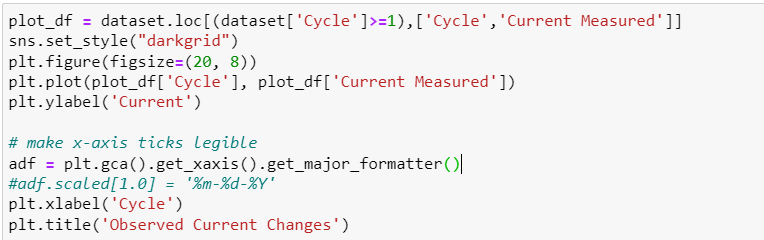 plot_df = dataset.loc[(dataset['Cycle']>=1),['Cycle','Current Measured']]
sns.set_style("darkgrid")
plt.figure(figsize=(20, 8))
plt.plot(plot_df['Cycle'], plot_df['Current Measured'])
plt.ylabel('Current')
# make x-axis ticks legible
adf = plt.gca().get_xaxis().get_major_formatter()
#adf.scaled[1.0] = '%m-%d-%Y'
plt.xlabel('Cycle')
plt.title('Observed Current Changes')